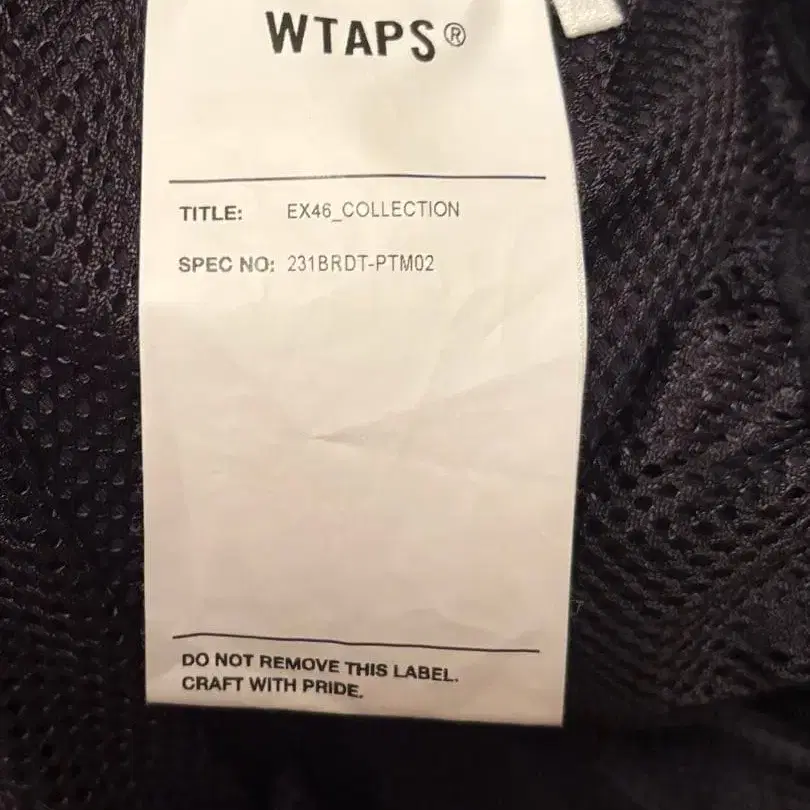 WTAPS®
TITLE: EX46_COLLECTION
SPEC NO: 231BRDT-PTM02
DO NOT REMOVE THIS LABEL.
CRAFT WITH PRIDE.